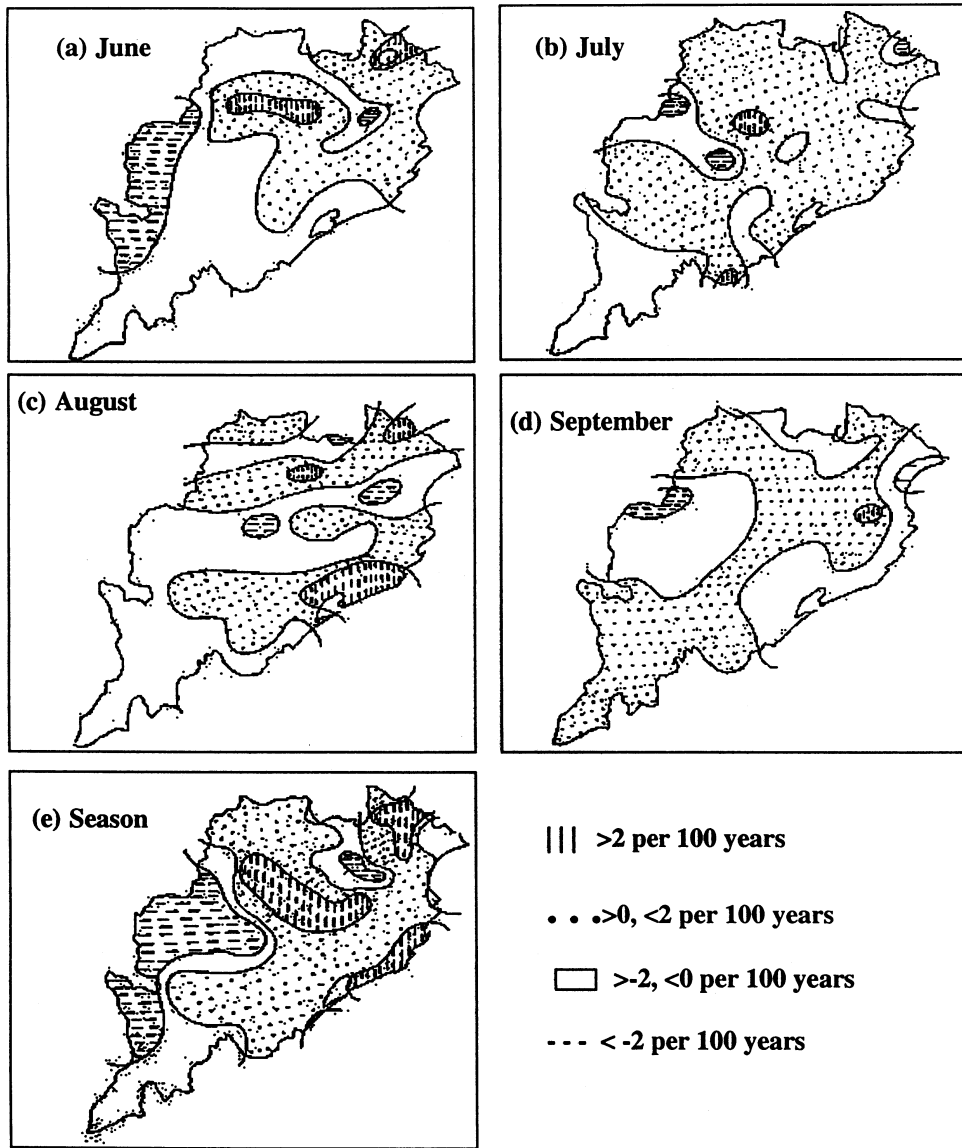 (a) June
(b) July
(c) August
(d) September
(e) Season
>2 per 100 years
>0, <2 per 100 years
>-2, <0 per 100 years
< -2 per 100 years